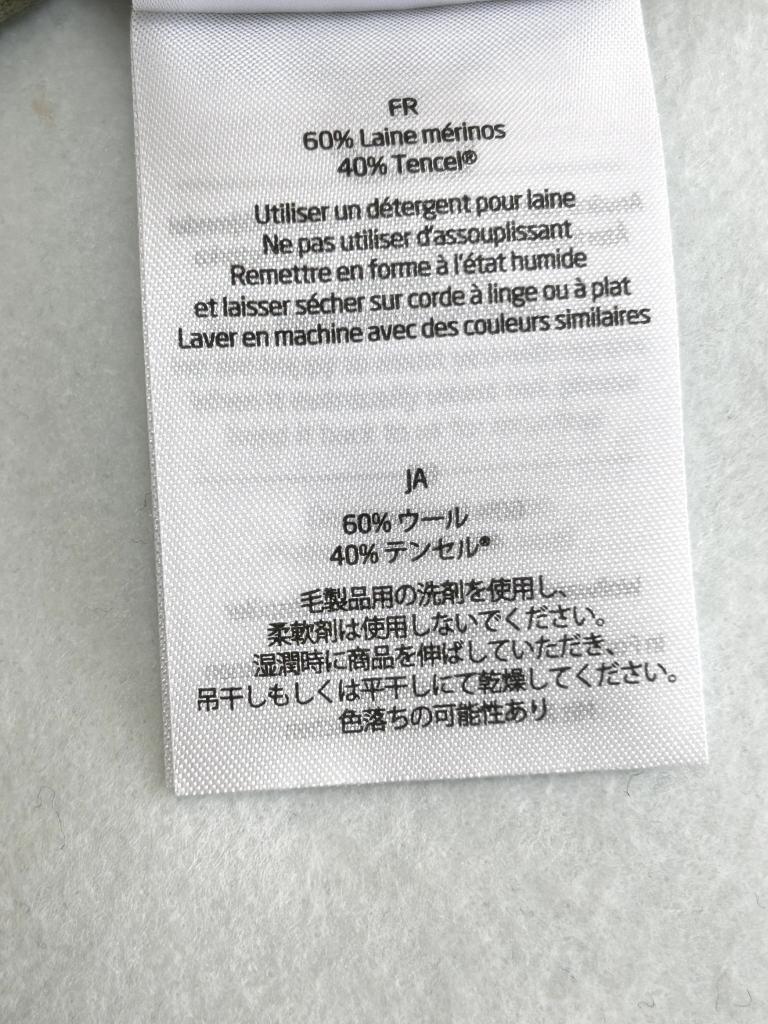 FR
60% Laine mérinos
40% Tencel®
Utiliser un détergent pour laine
Ne pas utiliser d'assouplissant
Remettre en forme à l'état humide
et laisser sécher sur corde à linge ou à plat
Laver en machine avec des couleurs similaires
JA
60% ウール
40% テンセル®
毛製品用の洗剤を使用し、
柔軟剤は使用しないでください。
湿潤時に商品を伸ばしていただき、
吊干しもしくは平干しにて乾燥してください。
色落ちの可能性あり